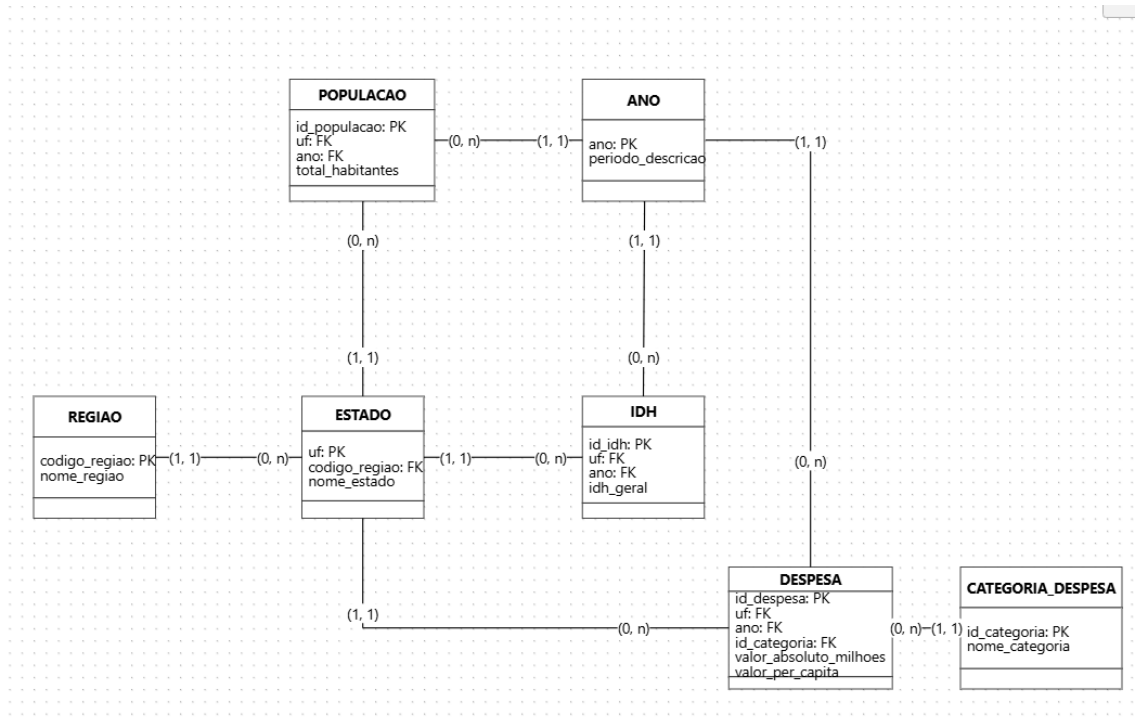 POPULACAO
id_populacao: PK
uf: FK
ano: FK
total_habitantes
(0, n)
(1, 1)
ANO
ano: PK
periodo_descricao
(1, 1)
(0, n)
(1, 1)
(1, 1)
(0, n)
REGIAO
codigo_regiao: PK
nome_regiao
(1, 1)
(0, n)
ESTADO
uf: PK
codigo_regiao: FK
nome_estado
(1, 1)
(0, n)
IDH
id_idh: PK
uf: FK
ano: FK
idh_geral
(0, n)
(1, 1)
(0, n)
DESPESA
id_despesa: PK
uf: FK
ano: FK
id_categoria: FK
valor_absoluto_milhoes
valor_per_capita
(0, n)
(1, 1)
CATEGORIA_DESPESA
id_categoria: PK
nome_categoria